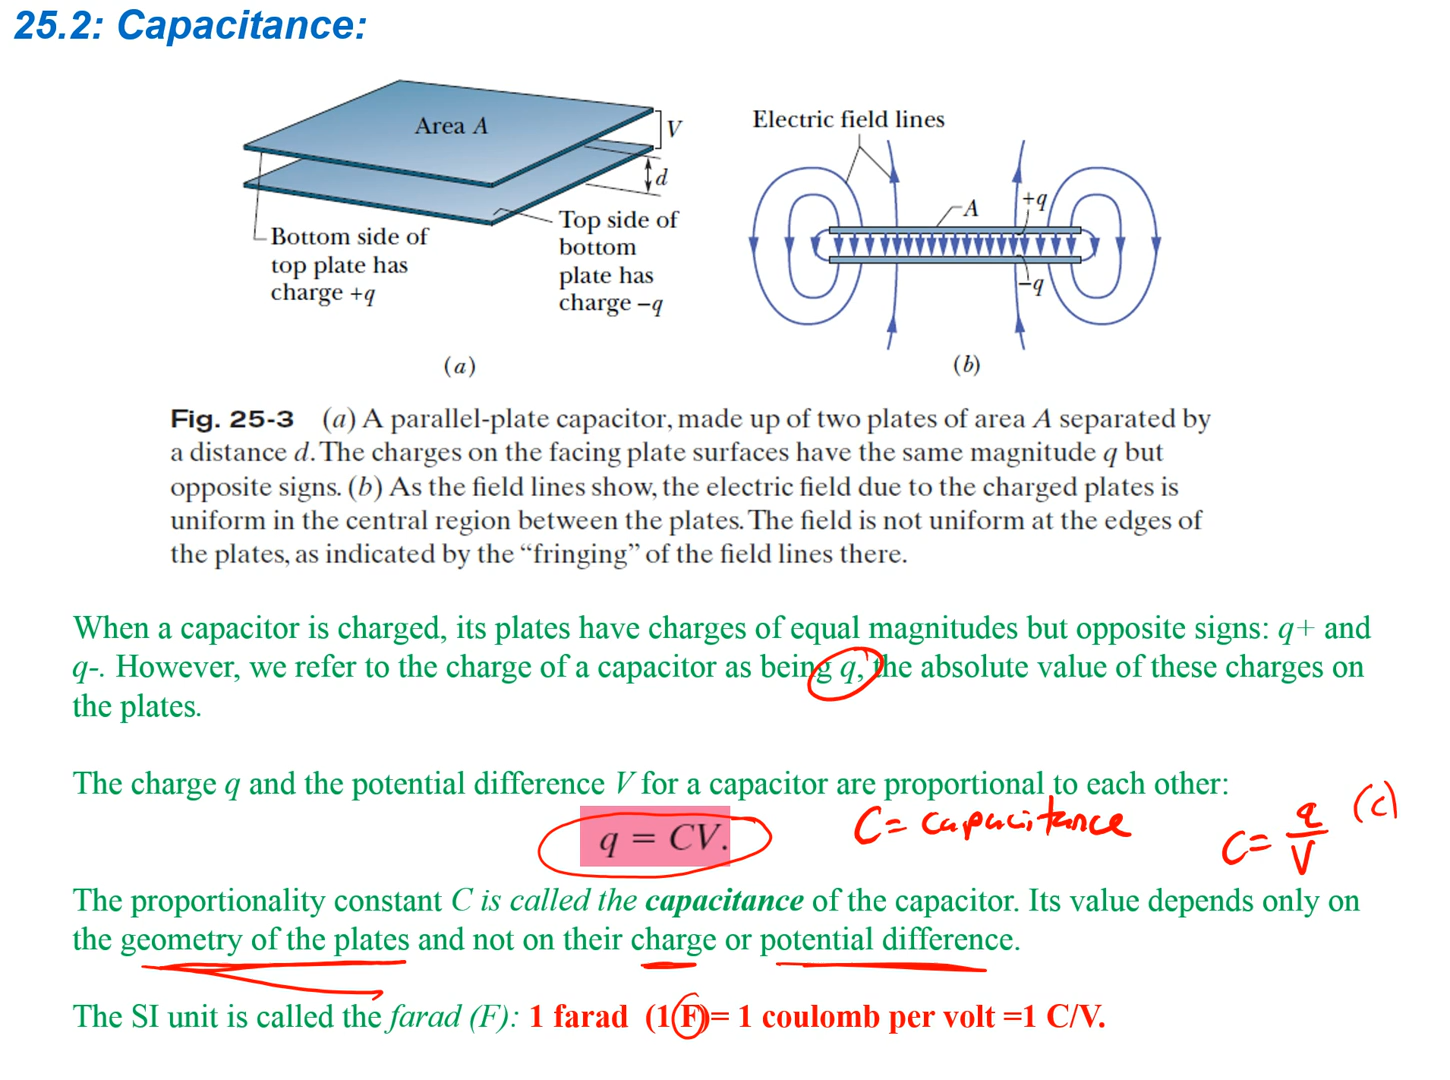 25.2: Capacitance:
Area A
V
d
Bottom side of
top plate has
charge +q
Top side of
bottom
plate has
charge −q
(a)
Electric field lines
A
+q
−q
(b)
Fig. 25-3 (a) A parallel-plate capacitor, made up of two plates of area A separated by
a distance d. The charges on the facing plate surfaces have the same magnitude q but
opposite signs. (b) As the field lines show, the electric field due to the charged plates is
uniform in the central region between the plates. The field is not uniform at the edges of
the plates, as indicated by the “fringing” of the field lines there.
When a capacitor is charged, its plates have charges of equal magnitudes but opposite signs: q+ and
q-. However, we refer to the charge of a capacitor as being q, the absolute value of these charges on
the plates.
The charge q and the potential difference V for a capacitor are proportional to each other:
q = CV.
C = capacitance
C = q/V (c)
The proportionality constant C is called the capacitance of the capacitor. Its value depends only on
the geometry of the plates and not on their charge or potential difference.
The SI unit is called the farad (F): 1 farad (1 F)= 1 coulomb per volt =1 C/V.